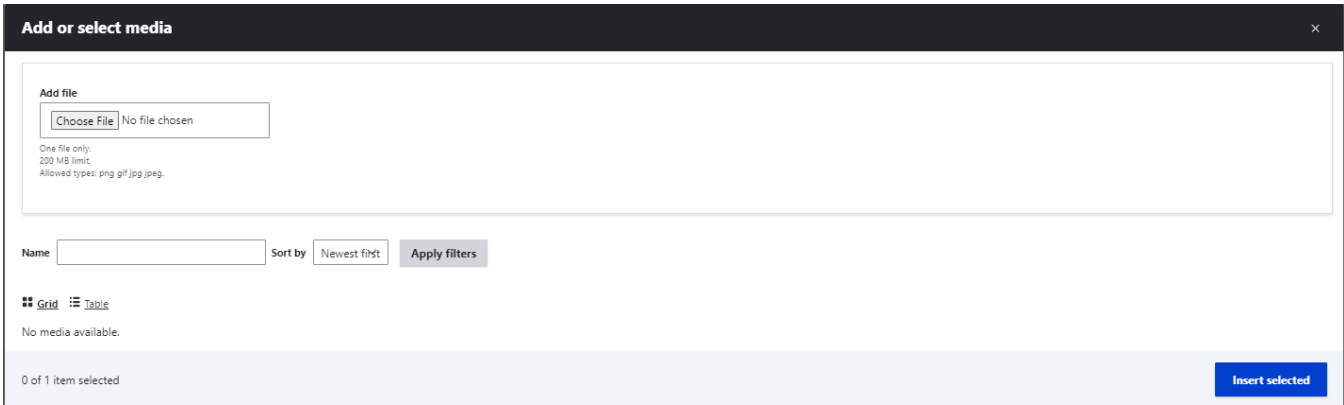 Add or select media ×
Add file
Choose File No file chosen
One file only.
200 MB limit.
Allowed types: png gif jpg jpeg.
Name Sort by Newest first Apply filters
Grid Table
No media available.
0 of 1 item selected Insert selected